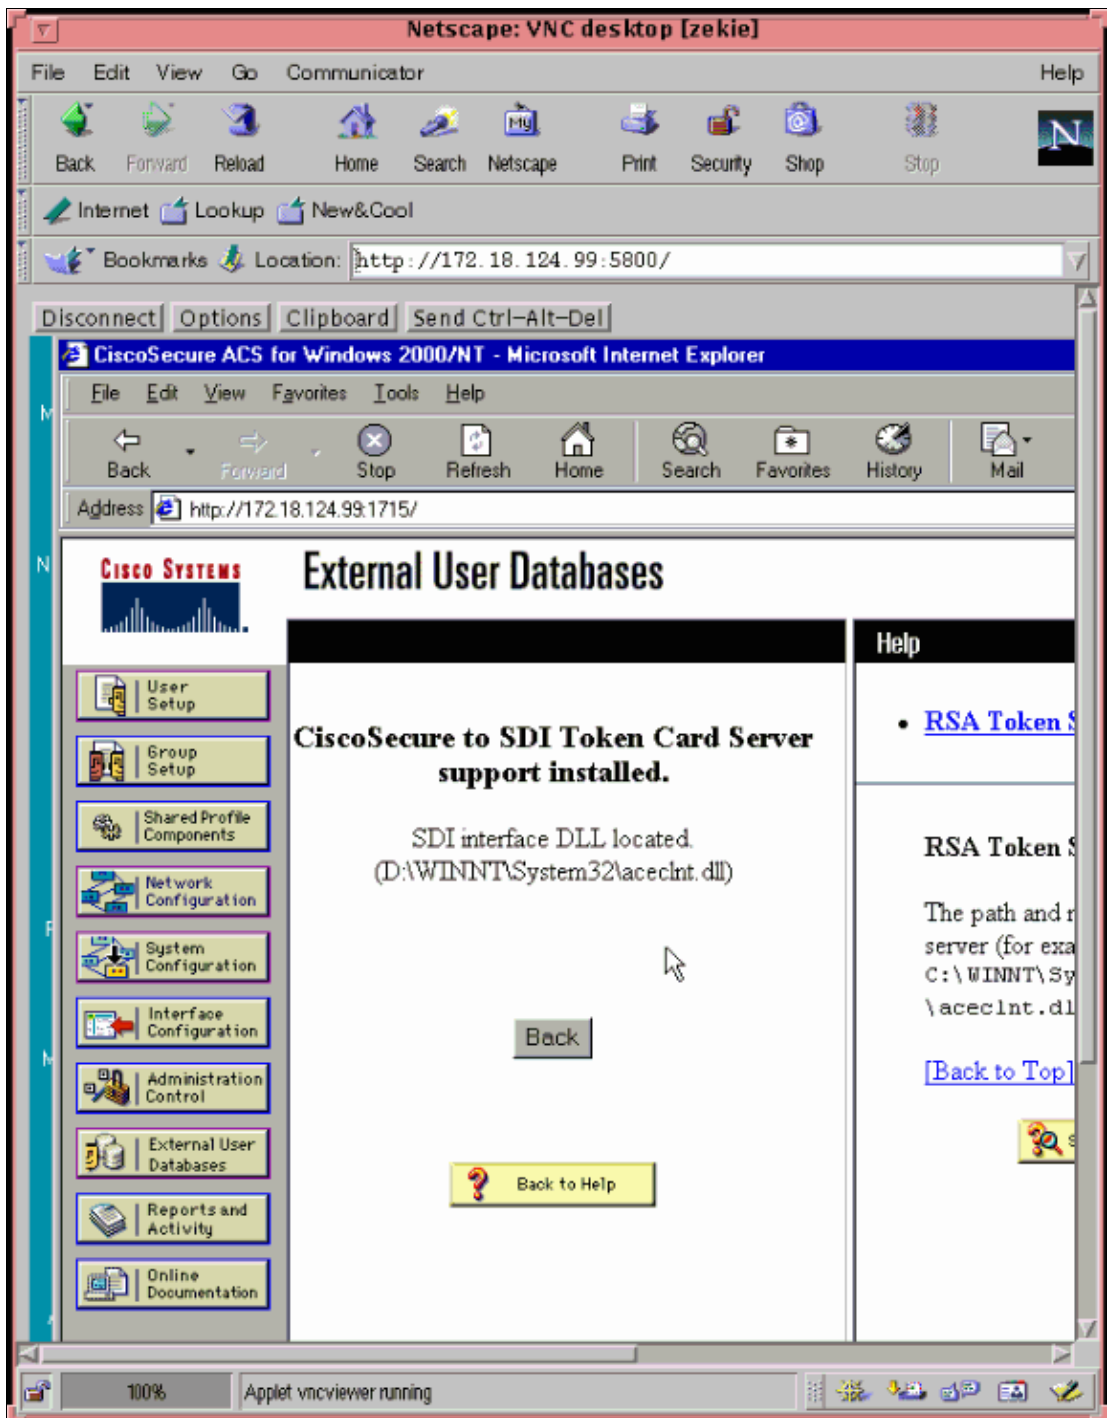 Netscape: VNC desktop [zekie]
File Edit View Go Communicator Help
Back Forward Reload Home Search Netscape Print Security Shop Stop
My
N
Internet Lookup New&Cool
Bookmarks Location: http://172.18.124.99:5800/
Disconnect Options Clipboard Send Ctrl-Alt-Del
CiscoSecure ACS for Windows 2000/NT - Microsoft Internet Explorer
File Edit View Favorites Tools Help
Back Forward Stop Refresh Home Search Favorites History Mail
Address http://172.18.124.99:1715/
CISCO SYSTEMS
External User Databases
Help
User
Setup
Group
Setup
Shared Profile
Components
Network
Configuration
System
Configuration
Interface
Configuration
Administration
Control
External User
Databases
Reports and
Activity
Online
Documentation
CiscoSecure to SDI Token Card Server
support installed.
SDI interface DLL located.
(D:\WINNT\System32\aceclnt.dll)
Back
Back to Help
RSA Token S
RSA Token S
The path and
server (for exa
C:\WINNT\Sy
\aceclnt.dl
[Back to Top]
100% Applet vncviewer running